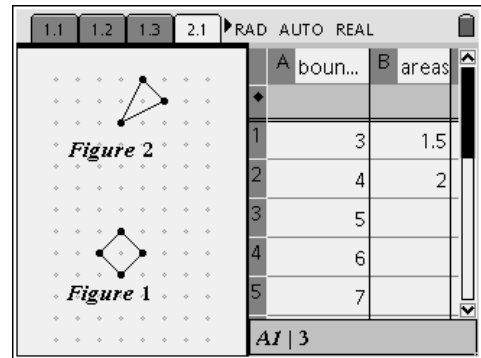 1.1 1.2 1.3 2.1 RAD AUTO REAL
A boun... B areas
◆
1 3 1.5
2 4 2
3 5
4 6
5 7
A1 | 3
Figure 2
Figure 1